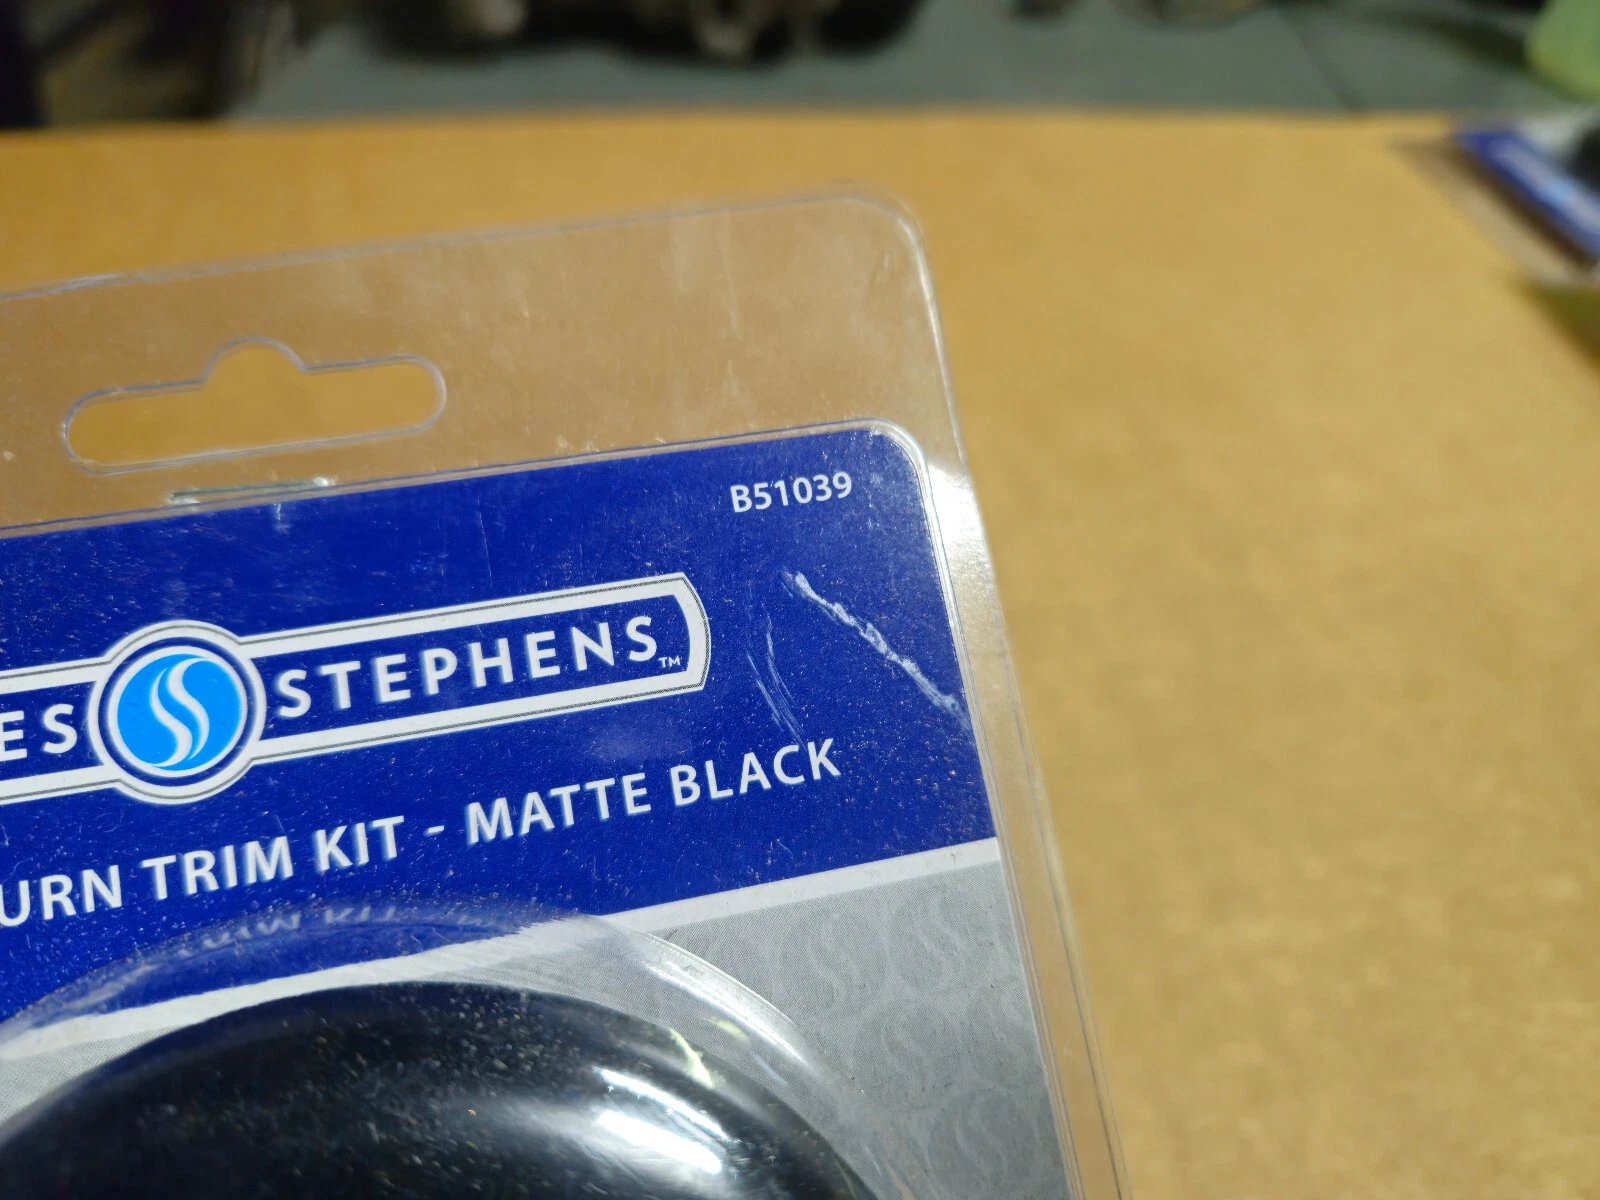 B51039
ES STEPHENS™
URN TRIM KIT - MATTE BLACK